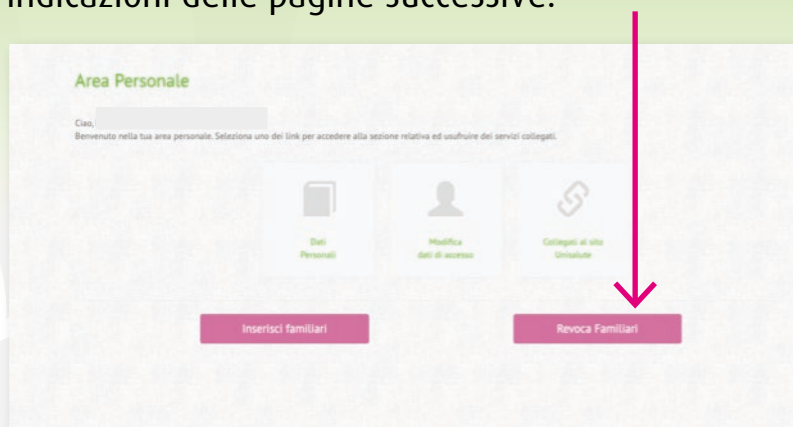 indicazioni delle pagine successive.
Area Personale
Ciao,
Benvenuto nella tua area personale. Seleziona uno dei link per accedere alla sezione relativa ed usufruire dei servizi collegati.
Dati
Personali
Modifica
dati di accesso
Collegati al sito
Unisalute
Inserisci familiari
Revoca Familiari